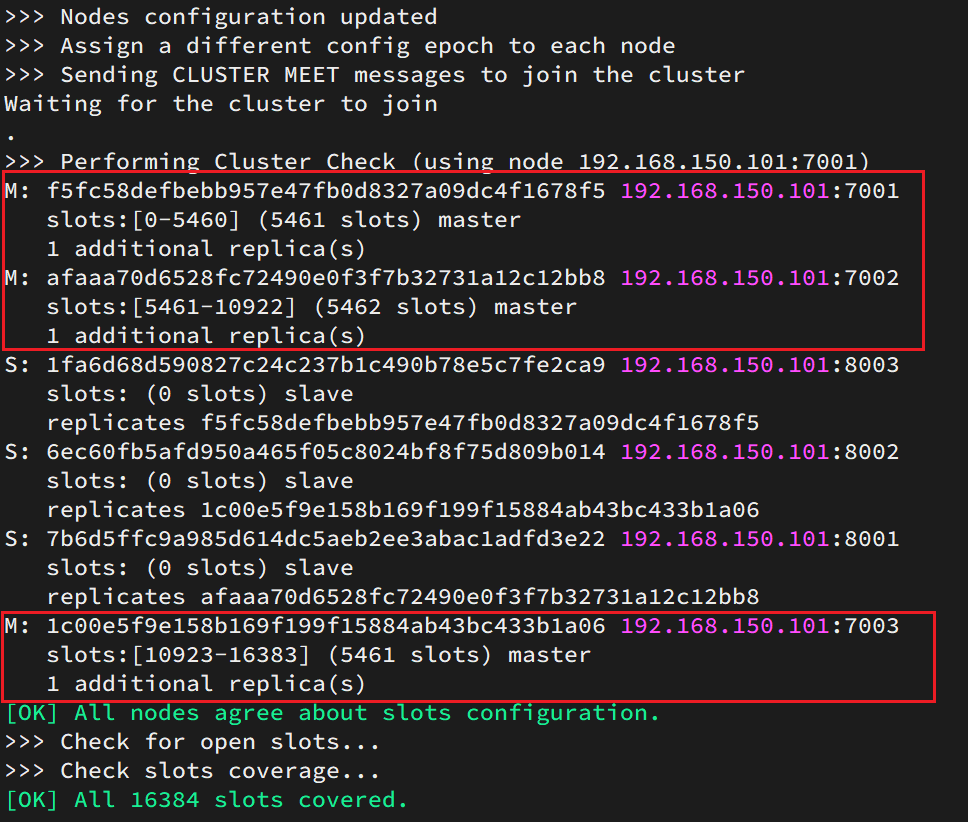 >>> Nodes configuration updated
>>> Assign a different config epoch to each node
>>> Sending CLUSTER MEET messages to join the cluster
Waiting for the cluster to join
.
>>> Performing Cluster Check (using node 192.168.150.101:7001)
M: f5fc58defbebb957e47fb0d8327a09dc4f1678f5 192.168.150.101:7001
   slots:[0-5460] (5461 slots) master
   1 additional replica(s)
M: afaaa70d6528fc72490e0f3f7b32731a12c12bb8 192.168.150.101:7002
   slots:[5461-10922] (5462 slots) master
   1 additional replica(s)
S: 1fa6d68d590827c24c237b1c490b78e5c7fe2ca9 192.168.150.101:8003
   slots: (0 slots) slave
   replicates f5fc58defbebb957e47fb0d8327a09dc4f1678f5
S: 6ec60fb5afd950a465f05c8024bf8f75d809b014 192.168.150.101:8002
   slots: (0 slots) slave
   replicates 1c00e5f9e158b169f199f15884ab43bc433b1a06
S: 7b6d5ffc9a985d614dc5aeb2ee3abac1adfd3e22 192.168.150.101:8001
   slots: (0 slots) slave
   replicates afaaa70d6528fc72490e0f3f7b32731a12c12bb8
M: 1c00e5f9e158b169f199f15884ab43bc433b1a06 192.168.150.101:7003
   slots:[10923-16383] (5461 slots) master
   1 additional replica(s)
[OK] All nodes agree about slots configuration.
>>> Check for open slots...
>>> Check slots coverage...
[OK] All 16384 slots covered.